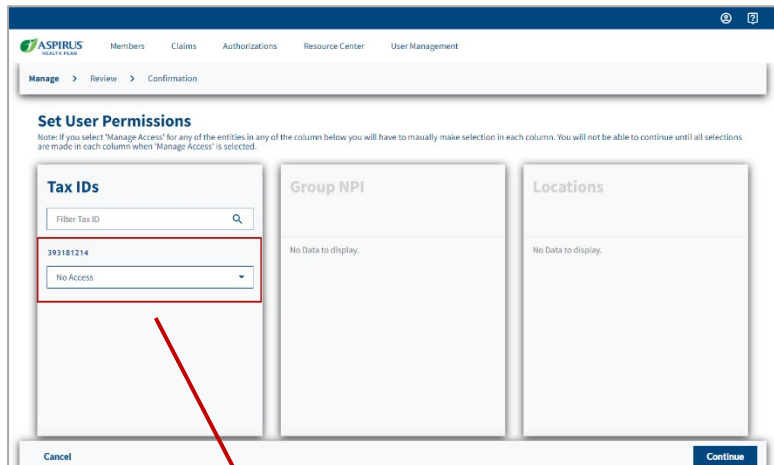 ASPIRUS
HEALTH PLAN
Members Claims Authorizations Resource Center User Management
Manage > Review > Confirmation
Set User Permissions
Note: If you select 'Manage Access' for any of the entities in any of the column below you will have to maually make selection in each column. You will not be able to continue until all selections
are made in each column when 'Manage Access' is selected.
Tax IDs
Filter Tax ID
393181214
No Access
Group NPI
No Data to display.
Locations
No Data to display.
Cancel
Continue